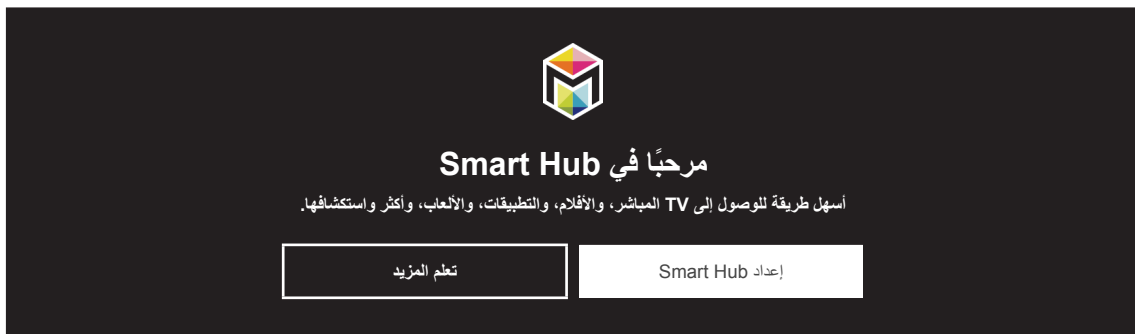 مرحبًا في Smart Hub
أسهل طريقة للوصول إلى TV المباشر، والأفلام، والتطبيقات، والألعاب، وأكثر واستكشافها.
إعداد Smart Hub
تعلم المزيد